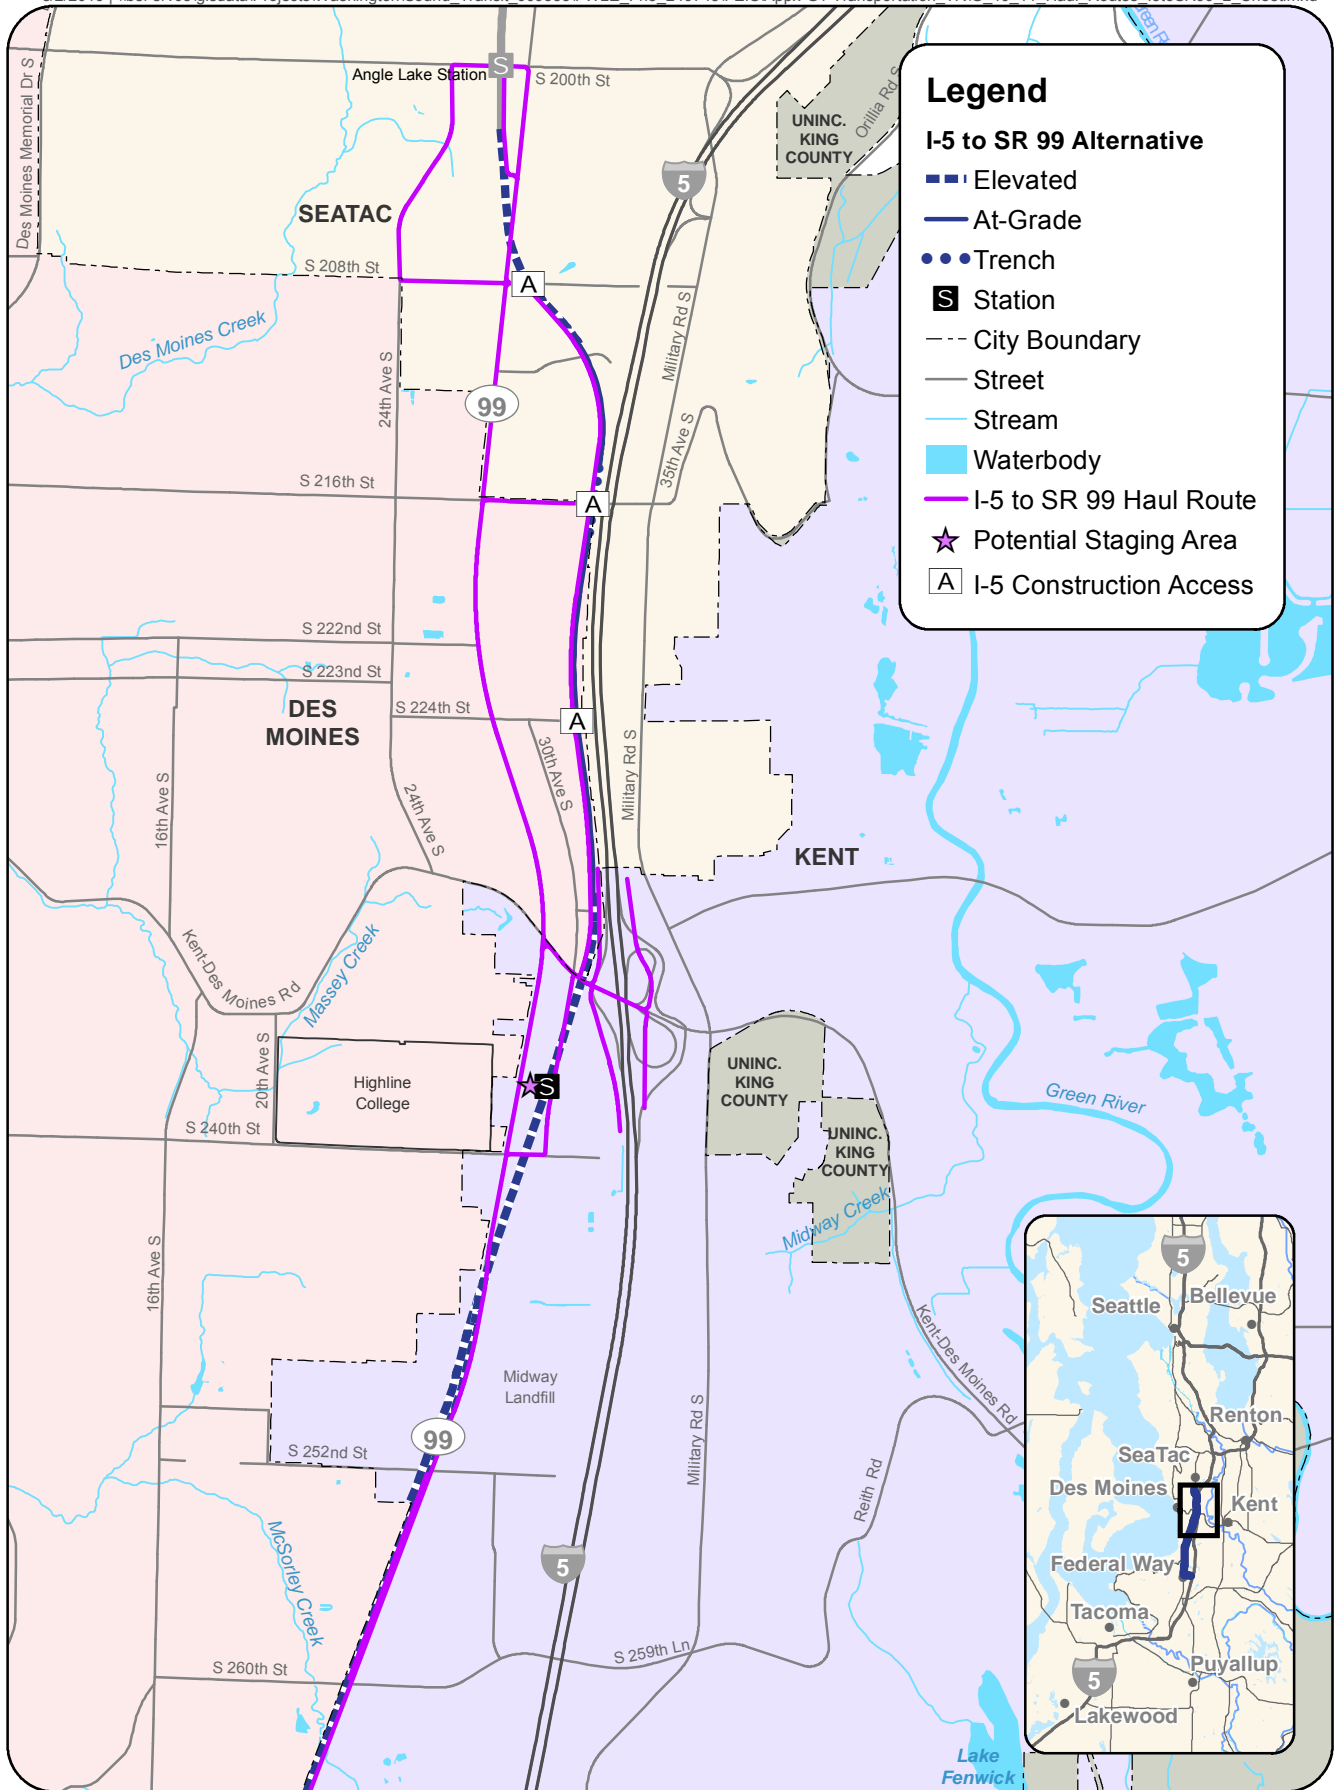 Angle Lake Station
S
S 200th St
Des Moines Memorial Dr S
SEATAC
S 208th St
A
Des Moines Creek
24th Ave S
99
5
Military Rd S
35th Ave S
UNINC.
KING
COUNTY
Orillia Rd S
Legend
I-5 to SR 99 Alternative
Elevated
At-Grade
Trench
S Station
City Boundary
Street
Stream
Waterbody
I-5 to SR 99 Haul Route
Potential Staging Area
A I-5 Construction Access
S 216th St
A
S 222nd St
S 223rd St
DES
MOINES
S 224th St
A
30th Ave S
Military Rd S
16th Ave S
24th Ave S
KENT
Kent-Des Moines Rd
Massey Creek
20th Ave S
Highline
College
S
S 240th St
UNINC.
KING
COUNTY
UNINC.
KING
COUNTY
Green River
Midway Creek
16th Ave S
Midway
Landfill
99
S 252nd St
Military Rd S
Kent-Des Moines Rd
Reith Rd
McSorley Creek
5
S 259th Ln
S 260th St
Lake
Fenwick
5
Seattle
Bellevue
Renton
SeaTac
Des Moines
Kent
Federal Way
Tacoma
5
Puyallup
Lakewood